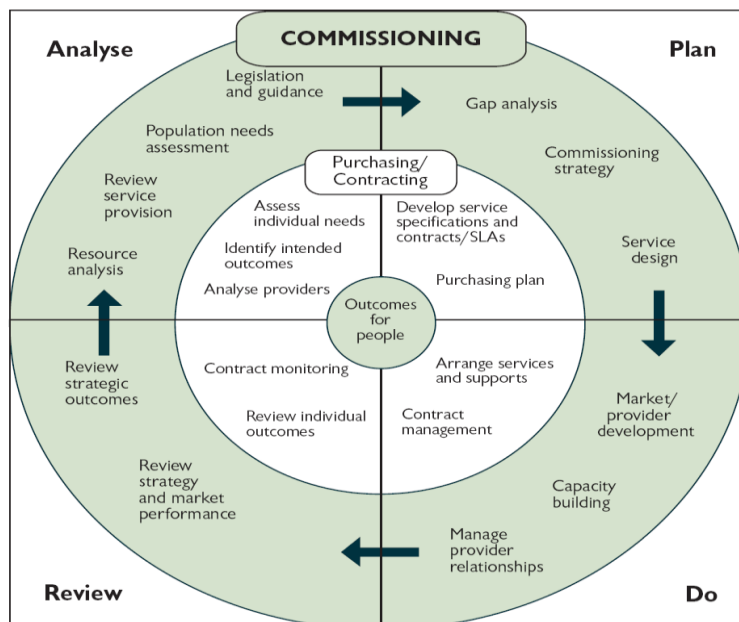 COMMISSIONING
Analyse
Plan
Legislation
and guidance
Population needs
assessment
Review
service
provision
Resource
analysis
Gap analysis
Commissioning
strategy
Service
design
Purchasing/
Contracting
Assess
individual needs
Identify intended
outcomes
Analyse providers
Develop service
specifications and
contracts/SLAs
Purchasing plan
Outcomes
for
people
Contract monitoring
Review individual
outcomes
Arrange services
and supports
Contract
management
Review
strategic
outcomes
Review
strategy
and market
performance
Market/
provider
development
Capacity
building
Manage
provider
relationships
Review
Do